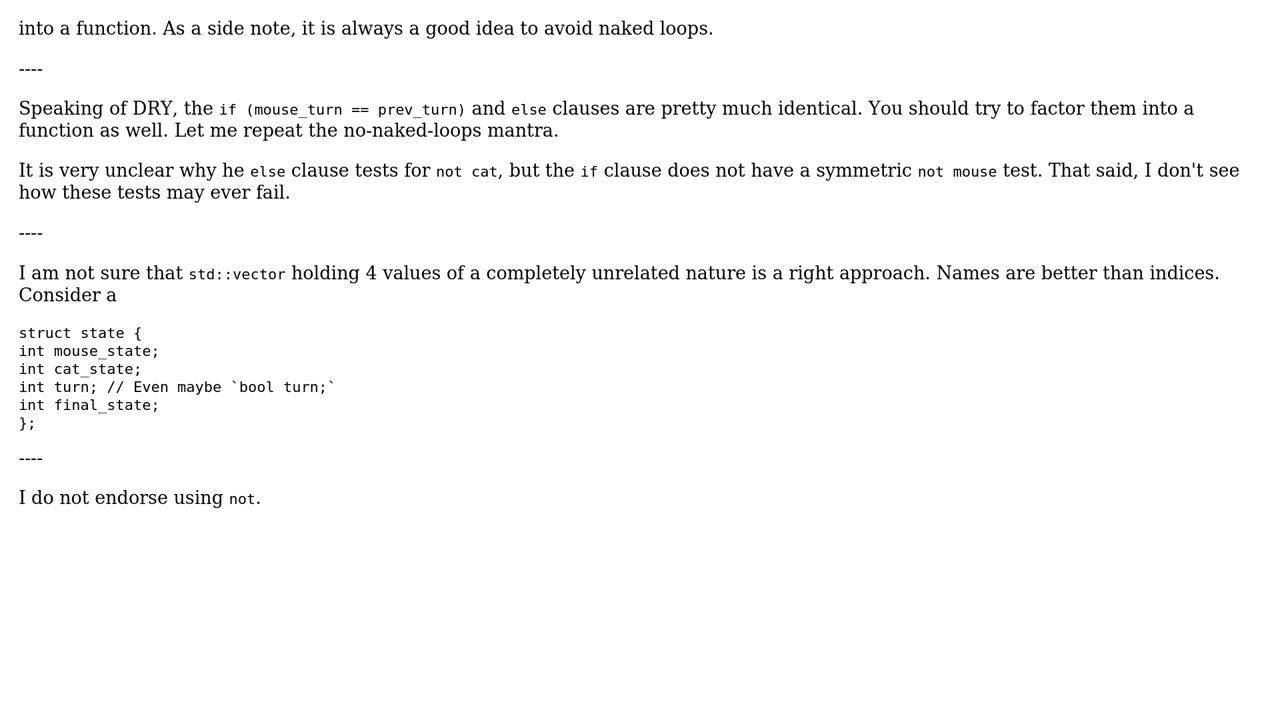 into a function. As a side note, it is always a good idea to avoid naked loops.
----
Speaking of DRY, the if (mouse_turn == prev_turn) and else clauses are pretty much identical. You should try to factor them into a
function as well. Let me repeat the no-naked-loops mantra.
It is very unclear why he else clause tests for not cat, but the if clause does not have a symmetric not mouse test. That said, I don't see
how these tests may ever fail.
----
I am not sure that std::vector holding 4 values of a completely unrelated nature is a right approach. Names are better than indices.
Consider a
struct state {
int mouse_state;
int cat_state;
int turn; // Even maybe `bool turn;`
int final_state;
};
----
I do not endorse using not.